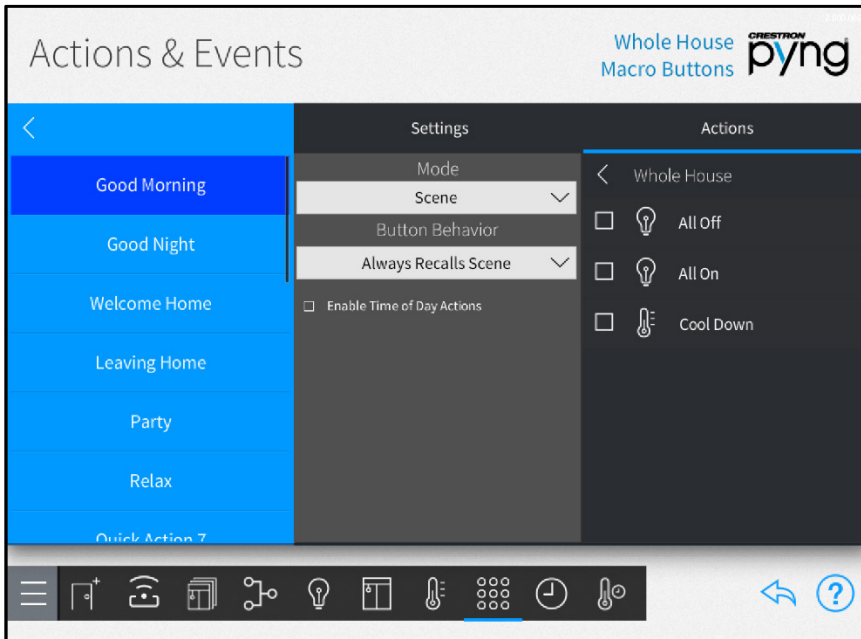 Actions & Events
Whole House
Macro Buttons
CRESTRON
pyng
Good Morning
Good Night
Welcome Home
Leaving Home
Party
Relax
Quick Action 7
Settings
Mode
Scene
Button Behavior
Always Recalls Scene
Enable Time of Day Actions
Actions
Whole House
All Off
All On
Cool Down
?